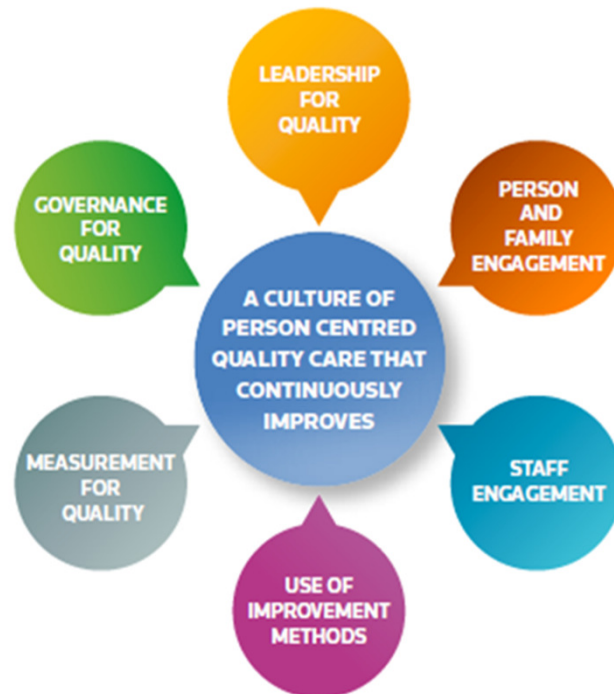 LEADERSHIP
FOR
QUALITY
PERSON
AND
FAMILY
ENGAGEMENT
STAFF
ENGAGEMENT
USE OF
IMPROVEMENT
METHODS
MEASUREMENT
FOR
QUALITY
GOVERNANCE
FOR
QUALITY
A CULTURE OF
PERSON CENTRED
QUALITY CARE THAT
CONTINUOUSLY
IMPROVES